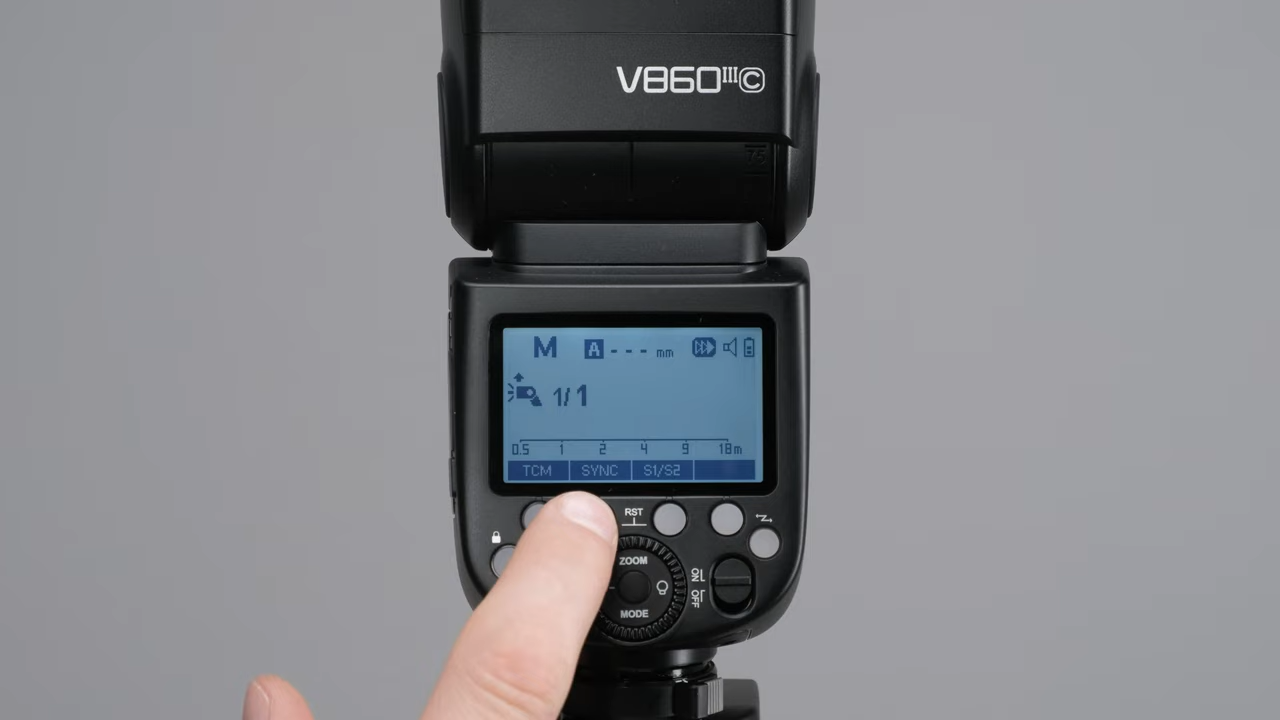 V860ⅢC
75
M A --- mm
1/1
0.5 1 2 4 9 18m
TCM SYNC S1/S2
RST
ZOOM
ON
OFF
MODE